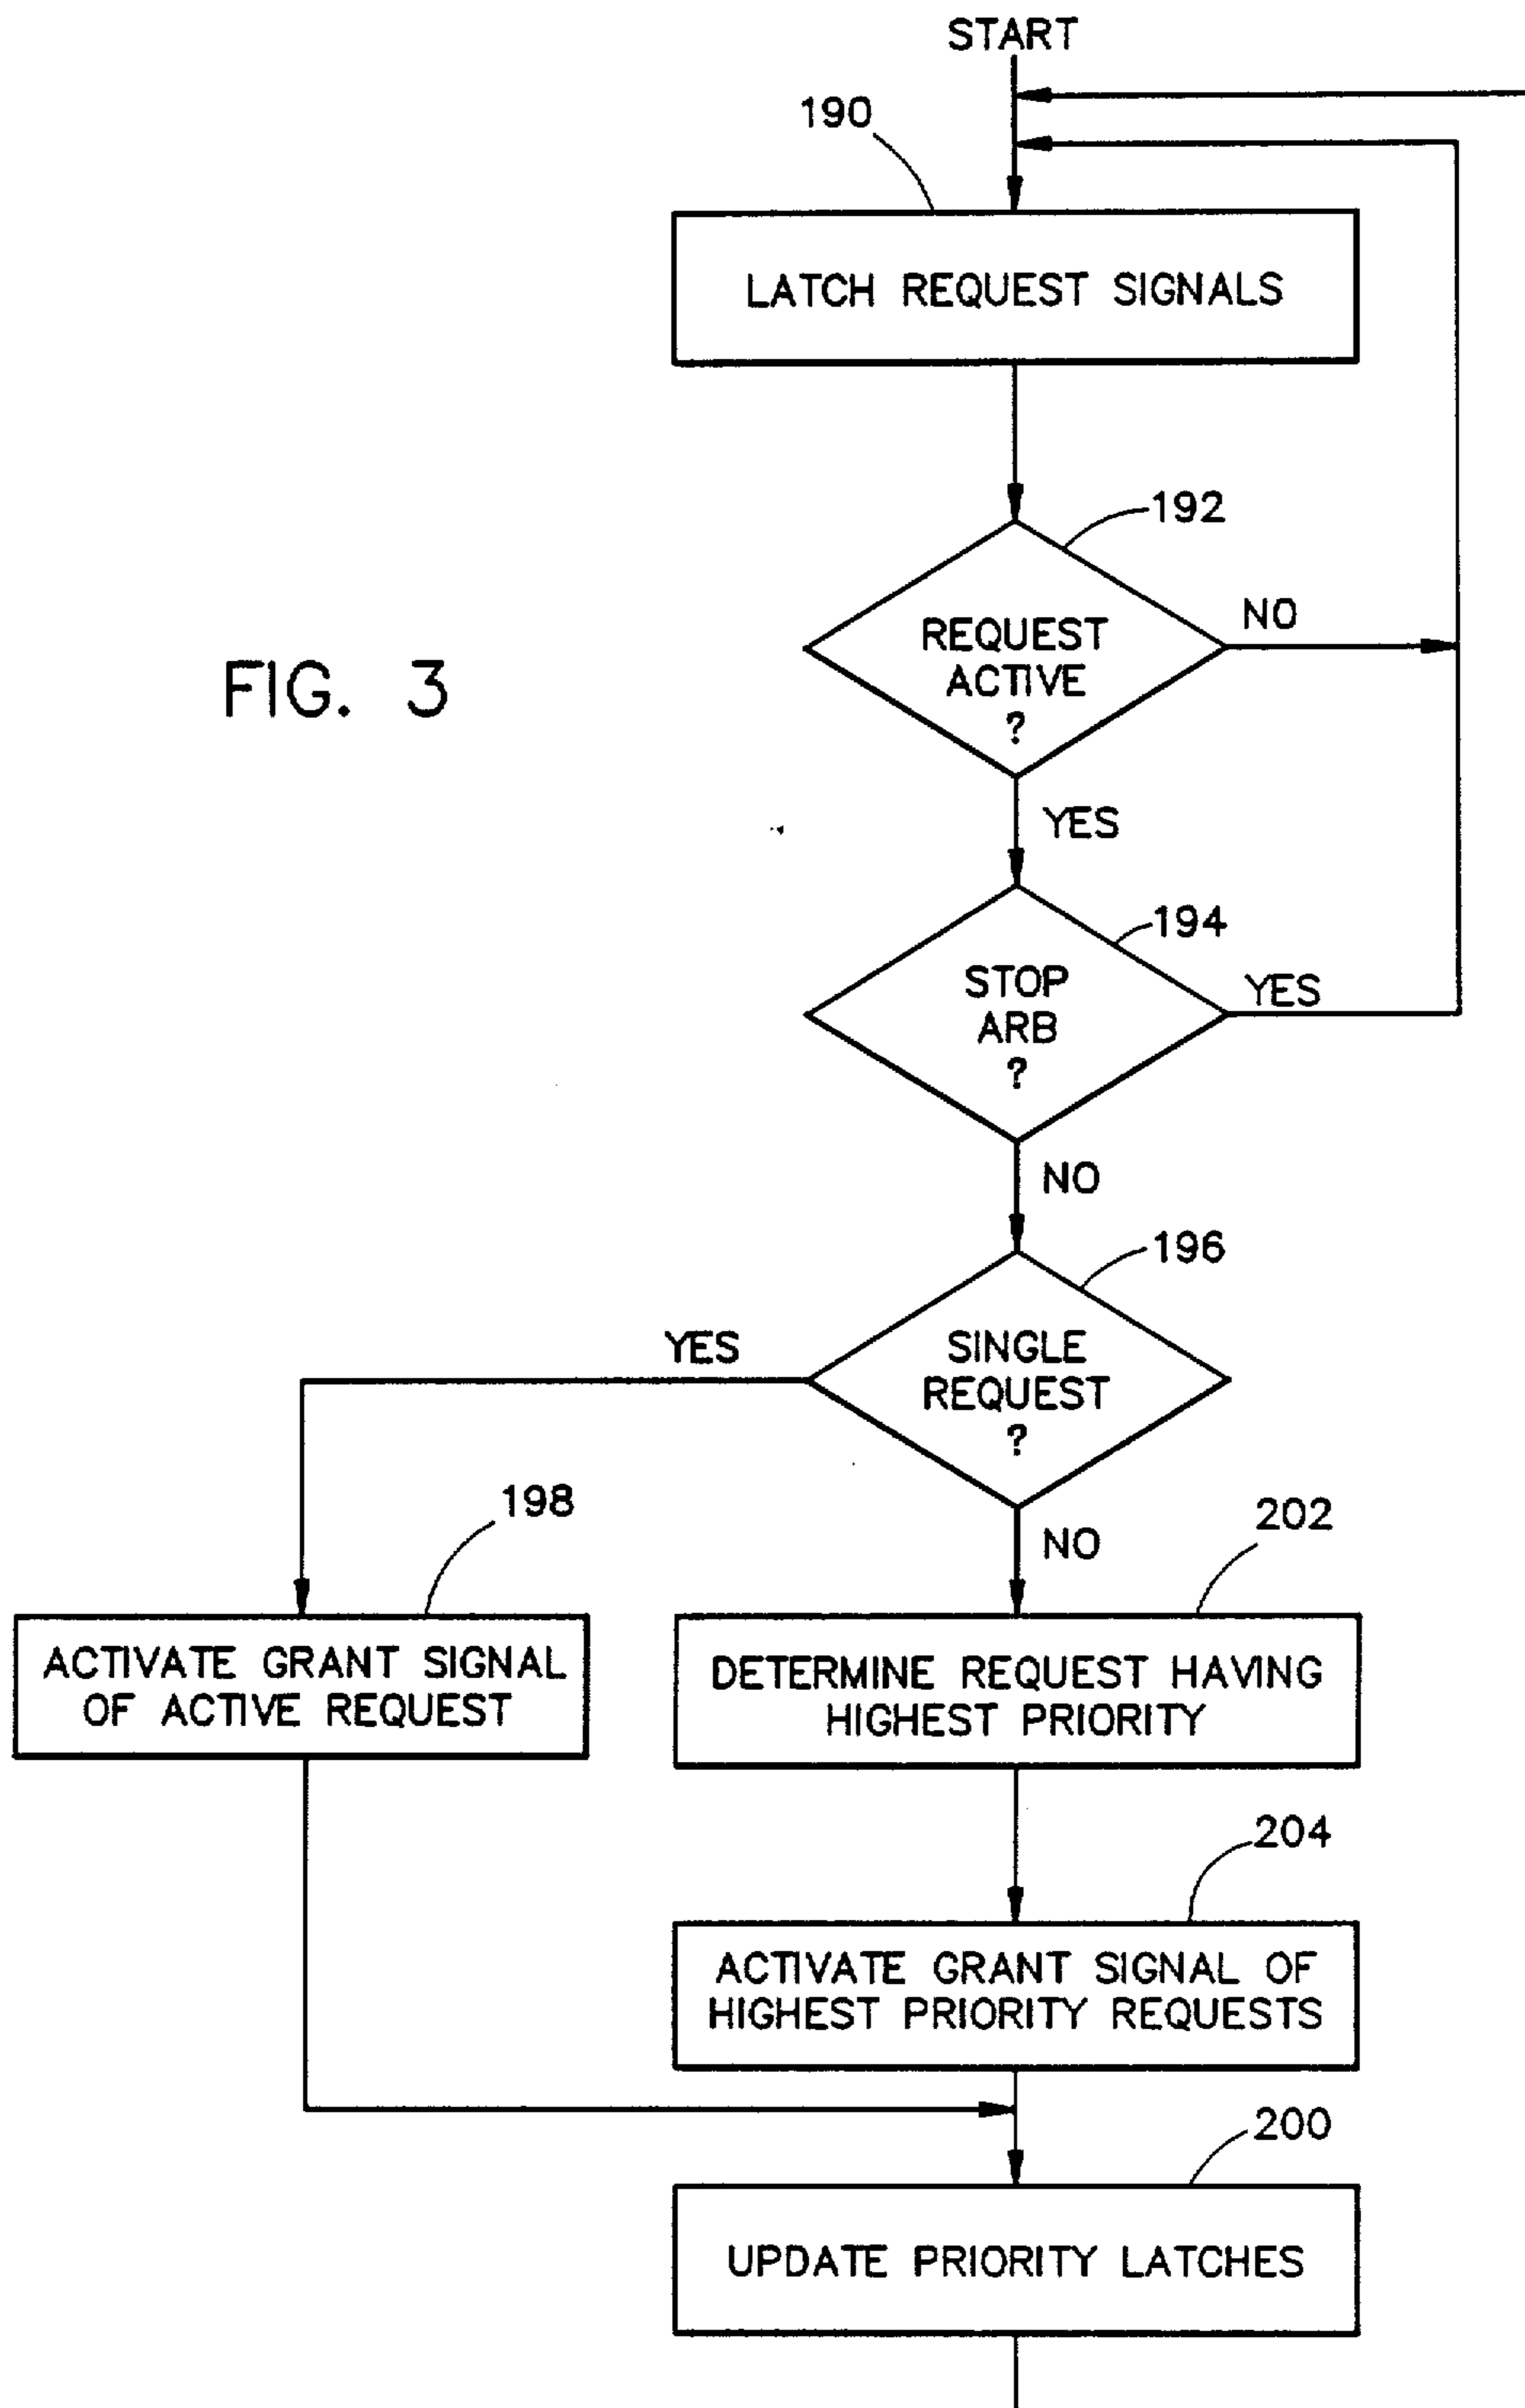 START
190
LATCH REQUEST SIGNALS
192
REQUEST
ACTIVE
?
NO
FIG. 3
YES
194
STOP
ARB
?
YES
NO
196
SINGLE
REQUEST
?
YES
NO
198
ACTIVATE GRANT SIGNAL
OF ACTIVE REQUEST
202
DETERMINE REQUEST HAVING
HIGHEST PRIORITY
204
ACTIVATE GRANT SIGNAL OF
HIGHEST PRIORITY REQUESTS
200
UPDATE PRIORITY LATCHES